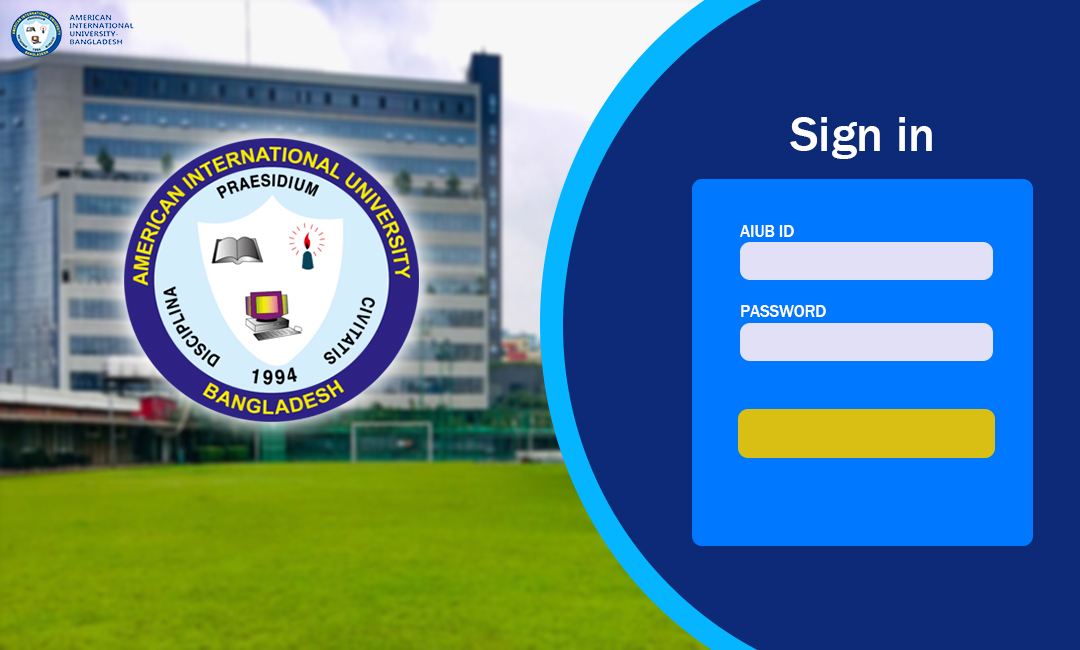 AMERICAN
INTERNATIONAL
UNIVERSITY-
BANGLADESH
AMERICAN INTERNATIONAL UNIVERSITY
PRAESIDIUM
DISCIPLINA
CIVITATIS
1994
BANGLADESH
Sign in
AIUB ID
PASSWORD